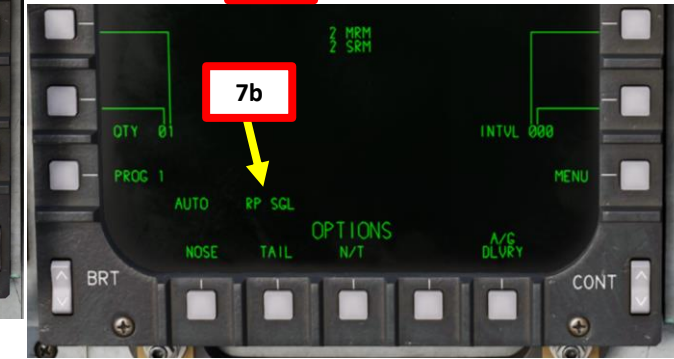 2 MRM
2 SRM
7b
QTY 01
INTVL 000
PROG 1
MENU
AUTO
RP SGL
OPTIONS
NOSE
TAIL
N/T
A/G
DLVRY
BRT
CONT